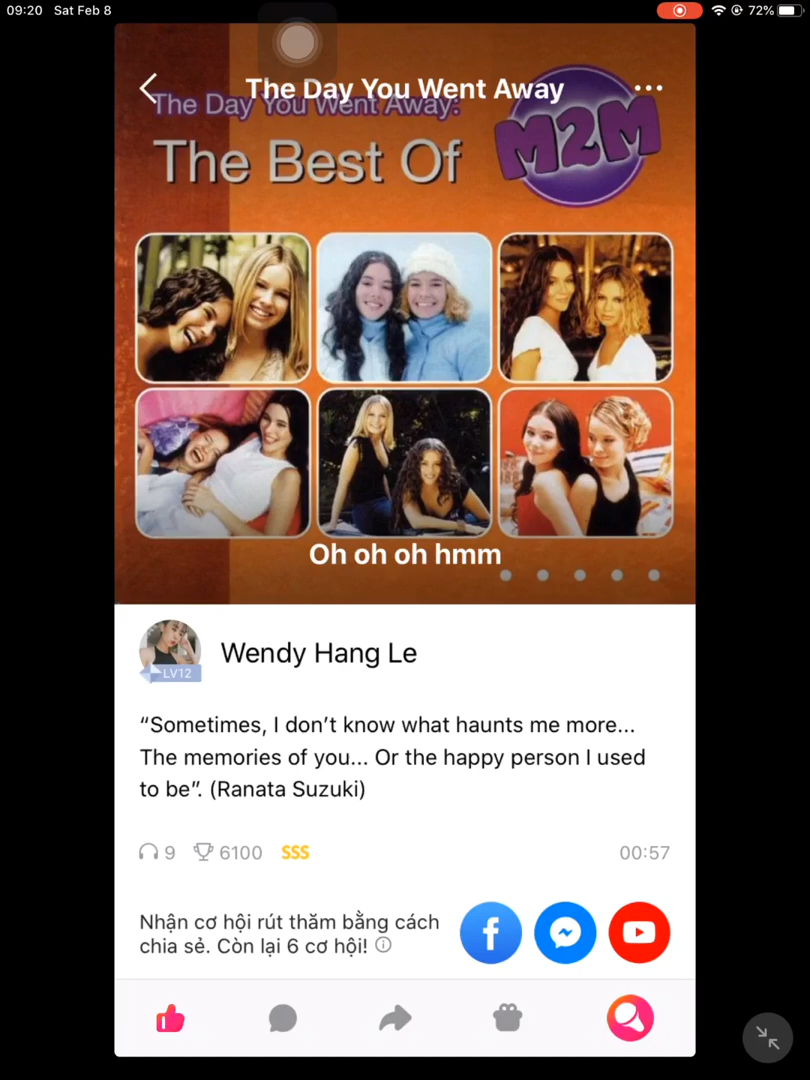 09:20 Sat Feb 8
72%
The Day You Went Away
The Day You Went Away:
The Best Of
M2M
Oh oh oh hmm
LV12
Wendy Hang Le
“Sometimes, I don’t know what haunts me more...
The memories of you... Or the happy person I used
to be”. (Ranata Suzuki)
9 6100 SSS 00:57
Nhận cơ hội rút thăm bằng cách
chia sẻ. Còn lại 6 cơ hội!